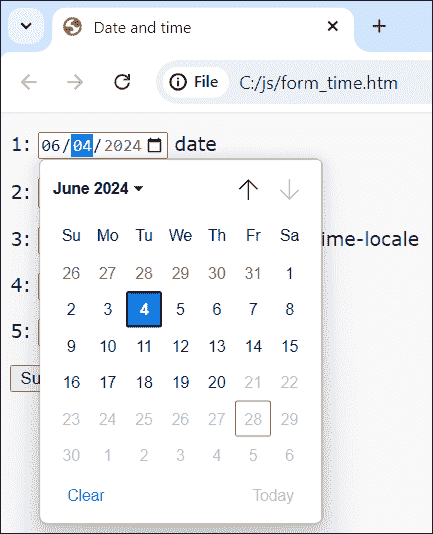 Date and time
File C:/js/form_time.htm
1: 06/04/2024 date
June 2024
Su Mo Tu We Th Fr Sa
26 27 28 29 30 31 1
2 3 4 5 6 7 8
9 10 11 12 13 14 15
16 17 18 19 20 21 22
23 24 25 26 27 28 29
30 1 2 3 4 5 6
Clear Today
2:
3: ime-locale
4:
5:
Su